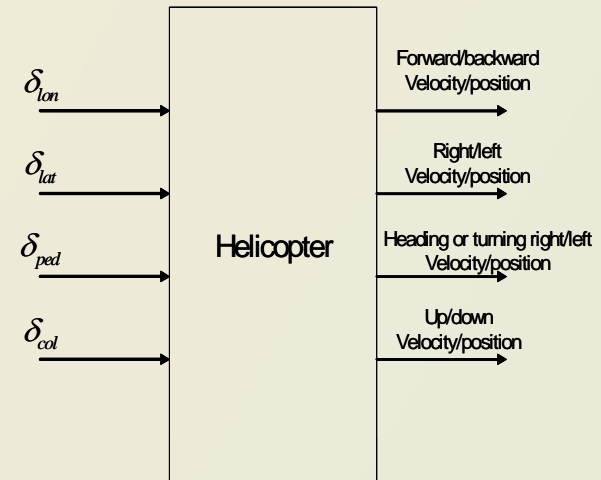 δlon
δlat
δped
δcol
Helicopter
Forward/backward
Velocity/position
Right/left
Velocity/position
Heading or turning right/left
Velocity/position
Up/down
Velocity/position